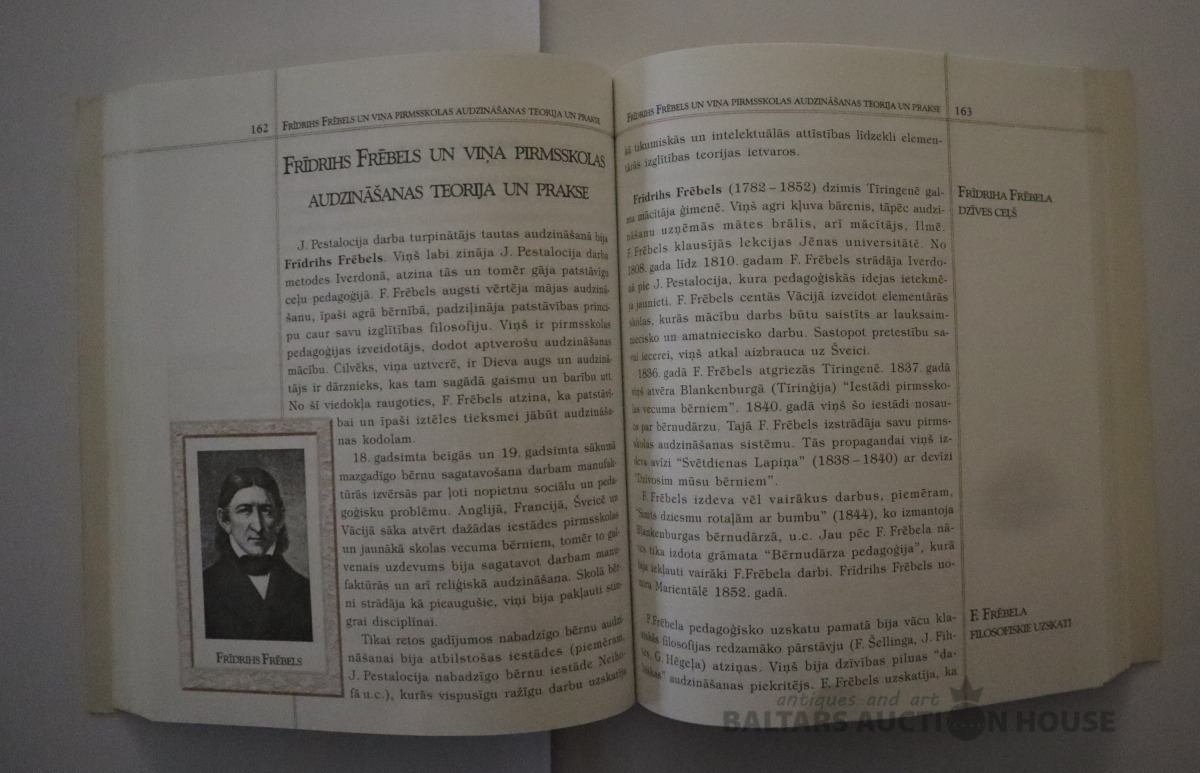 162 FRĪDRIHS FRĒBELS UN VIŅA PIRMSSKOLAS AUDZINĀŠANAS TEORIJA UN PRAKSE
FRĪDRIHS FRĒBELS UN VIŅA PIRMSSKOLAS
AUDZINĀŠANAS TEORIJA UN PRAKSE
J. Pestalocija darba turpinātājs tautas audzināšanā bija
Frīdrihs Frēbels. Viņš labi zināja J. Pestalocija darba
metodes Iverdonā, atzina tās un tomēr gāja patstāvīgu
ceļu pedagoģijā. F. Frēbels augsti vērtēja mājas audzinā-
šanu, īpaši agrā bērnībā, padziļināja patstāvības princi-
pu caur savu izglītības filosofiju. Viņš ir pirmsskolas
pedagoģijas izveidotājs, dodot aptverošu audzināšanas
mācību. Cilvēks, viņa uztverē, ir Dieva augs un audzinā-
tājs ir dārznieks, kas tam sagādā gaismu un barību utt.
No šī viedokļa raugoties, F. Frēbels atzina, ka patstāvī-
bai un īpaši iztēles tieksmei jābūt audzināša-
nas kodolam.
18. gadsimta beigās un 19. gadsimta sākumā
mazgadīgo bērnu sagatavošana darbam manufak-
tūrās izvērsās par ļoti nopietnu sociālu un peda-
goģisku problēmu. Anglijā, Francijā, Šveicē un
Vācijā sāka atvērt dažādas iestādes pirmsskolas
un jaunākā skolas vecuma bērniem, tomēr to gal-
venais uzdevums bija sagatavot darbam manu-
faktūrās un arī reliģiskā audzināšana. Skolā bēr-
ni strādāja kā pieaugušie, viņi bija pakļauti stin-
grai disciplīnai.
Tikai retos gadījumos nabadzīgo bērnu audzi-
nāšanai bija atbilstošas iestādes (piemēram,
J. Pestalocija nabadzīgo bērnu iestāde Neiho-
fā u.c.), kurās vispusīgu ražīgu darbu uzskatīja
FRĪDRIHS FRĒBELS
FRĪDRIHS FRĒBELS UN VIŅA PIRMSSKOLAS AUDZINĀŠANAS TEORIJA UN PRAKSE 163
tikumiskās un intelektuālās attīstības līdzekli elemen-
tārās izglītības teorijas ietvaros.
Frīdrihs Frēbels (1782 – 1852) dzimis Tīringenē gal-
mācītāja ģimenē. Viņš agri kļuva bārenis, tāpēc audzi-
nāšanu uzņēmās mātes brālis, arī mācītājs, Ilmē.
F. Frēbels klausījās lekcijas Jēnas universitātē. No
1808. gada līdz 1810. gadam F. Frēbels strādāja Iverdo-
nā pie J. Pestalocija, kura pedagoģiskās idejas ietekmē-
ja jaunieti. F. Frēbels centās Vācijā izveidot elementārās
skolas, kurās mācību darbs būtu saistīts ar lauksaim-
niecisko un amatniecisko darbu. Sastopot pretestību sa-
vai iecerei, viņš atkal aizbrauca uz Šveici.
1836. gadā F. Frēbels atgriezās Tīringenē. 1837. gadā
viņš atvēra Blankenburgā (Tīrinģija) “Iestādi pirmssko-
las vecuma bērniem”. 1840. gadā viņš šo iestādi nosau-
ca par bērnudārzu. Tajā F. Frēbels izstrādāja savu pirms-
skolas audzināšanas sistēmu. Tās propagandai viņš iz-
deva avīzi “Svētdienas Lapiņa” (1838 – 1840) ar devīzi
“Dzīvosim mūsu bērniem”.
F. Frēbels izdeva vēl vairākus darbus, piemēram,
“Simts dziesmu rotaļām ar bumbu” (1844), ko izmantoja
Blankenburgas bērnudārzā, u.c. Jau pēc F. Frēbela nā-
ves tika izdota grāmata “Bērnudārza pedagoģija”, kurā
bija iekļauti vairāki F.Frēbela darbi. Frīdrihs Frēbels no-
mira Marientālē 1852. gadā.
F.Frēbela pedagoģisko uzskatu pamatā bija vācu kla-
siskās filosofijas redzamāko pārstāvju (F. Šellinga, J. Fih-
tes, G. Hēgeļa) atziņas. Viņš bija dzīvības pilnas “da-
biskas” audzināšanas piekritējs. F. Frēbels uzskatīja, ka
FRĪDRIHA FRĒBELA
DZĪVES CEĻŠ
F. FRĒBELA
FILOSOFISKIE UZSKATI
antiques and art
BALTARS AUCTION HOUSE